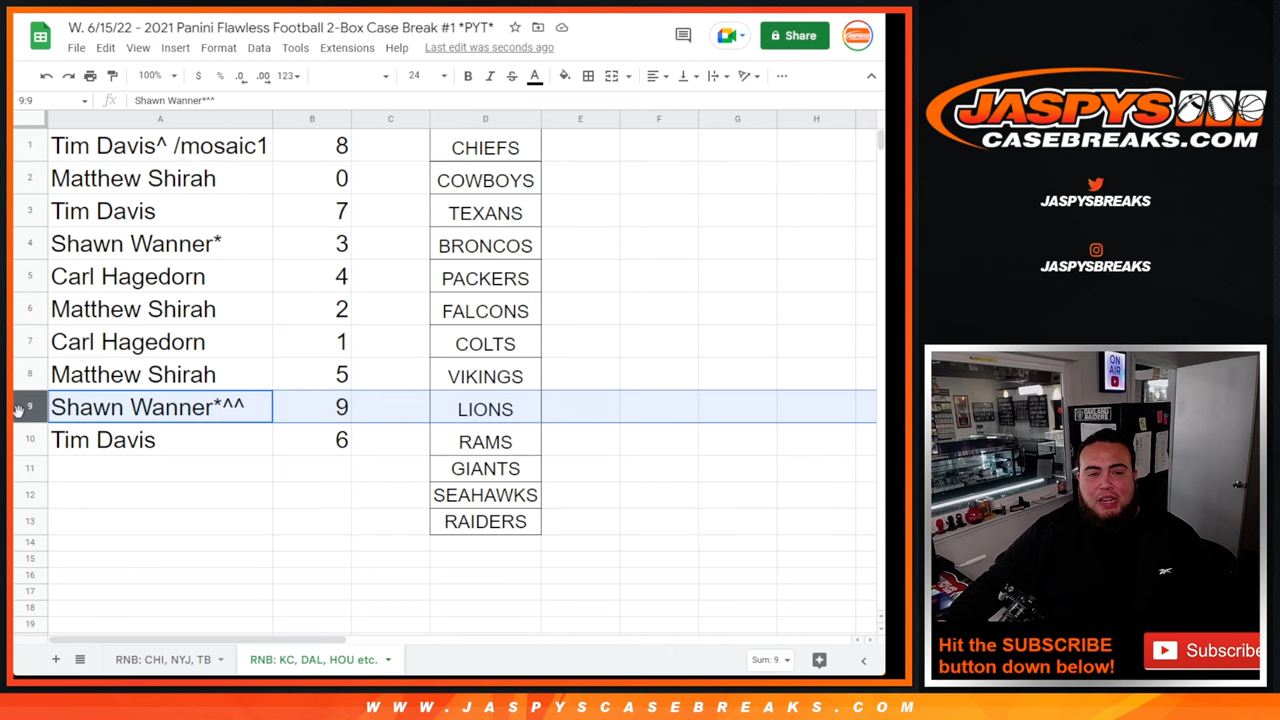 W. 6/15/22 - 2021 Panini Flawless Football 2-Box Case Break #1 *PYT*
File Edit View Insert Format Data Tools Extensions Help Last edit was seconds ago
Share
100% $ % .0 .00 123 24 B I S A
9:9 fx Shawn Wanner*^^
A B C D E F G H
1 Tim Davis^ /mosaic1 8 CHIEFS
2 Matthew Shirah 0 COWBOYS
3 Tim Davis 7 TEXANS
4 Shawn Wanner* 3 BRONCOS
5 Carl Hagedorn 4 PACKERS
6 Matthew Shirah 2 FALCONS
7 Carl Hagedorn 1 COLTS
8 Matthew Shirah 5 VIKINGS
9 Shawn Wanner*^^ 9 LIONS
10 Tim Davis 6 RAMS
11 GIANTS
12 SEAHAWKS
13 RAIDERS
14
15
16
17
18
19
RNB: CHI, NYJ, TB
RNB: KC, DAL, HOU etc.
Sum: 9
JASPYS
CASEBREAKS.COM
JASPYSBREAKS
JASPYSBREAKS
ON
AIR
OAKLAND
RAIDERS
Hit the SUBSCRIBE
button down below!
Subscribe
WWW.JASPYSCASEBREAKS.COM